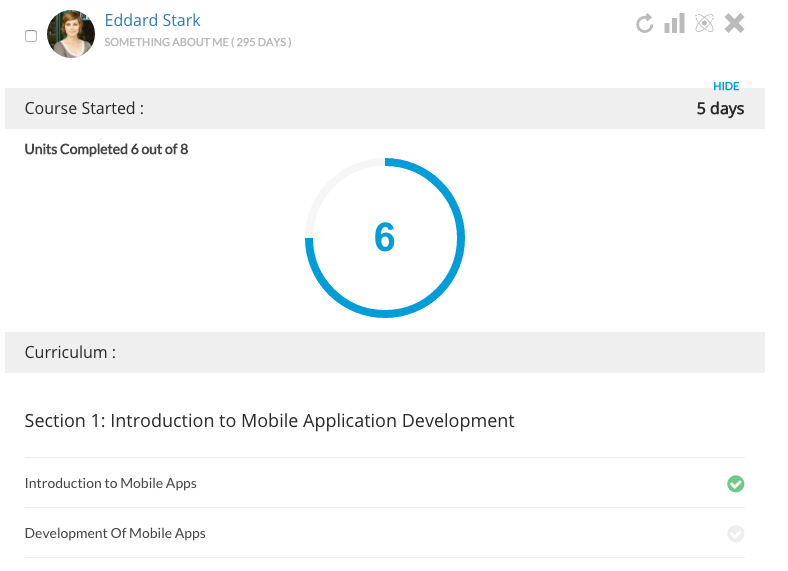 Eddard Stark
SOMETHING ABOUT ME ( 295 DAYS )
HIDE
Course Started :
5 days
Units Completed 6 out of 8
6
Curriculum :
Section 1: Introduction to Mobile Application Development
Introduction to Mobile Apps
Development Of Mobile Apps